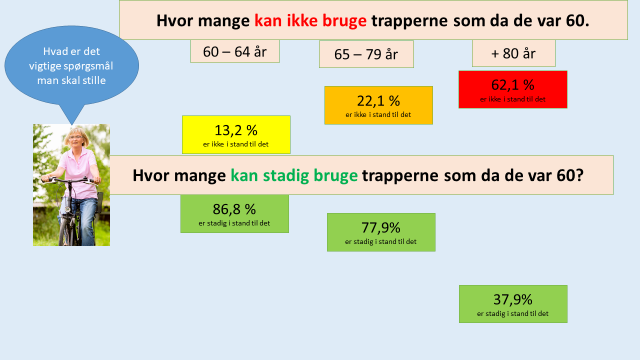 Hvor mange kan ikke bruge trapperne som da de var 60.
Hvad er det
vigtige spørgsmål
man skal stille
60 – 64 år
65 – 79 år
+ 80 år
62,1 %
er ikke i stand til det
22,1 %
er ikke i stand til det
13,2 %
er ikke i stand til det
Hvor mange kan stadig bruge trapperne som da de var 60?
86,8 %
er stadig i stand til det
77,9%
er stadig i stand til det
37,9%
er stadig i stand til det